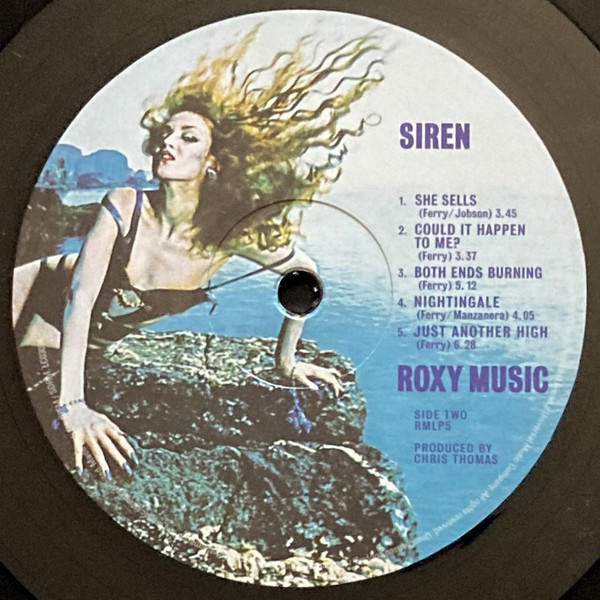 SIREN
1. SHE SELLS
(Ferry/Jobson) 3.45
2. COULD IT HAPPEN
TO ME?
(Ferry) 3.37
3. BOTH ENDS BURNING
(Ferry) 5.12
4. NIGHTINGALE
(Ferry/Manzanera) 4.05
5. JUST ANOTHER HIGH
(Ferry) 6.28
ROXY MUSIC
SIDE TWO
RMLP5
PRODUCED BY
CHRIS THOMAS